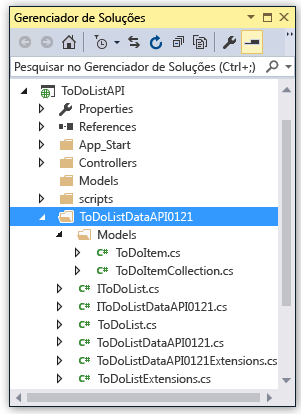 Gerenciador de Soluções
Pesquisar no Gerenciador de Soluções (Ctrl+;)
ToDoListAPI
Properties
References
App_Start
Controllers
Models
scripts
ToDoListDataAPI0121
Models
C# ToDoItem.cs
C# ToDoItemCollection.cs
C# IToDoList.cs
C# IToDoListDataAPI0121.cs
C# ToDoList.cs
C# ToDoListDataAPI0121.cs
C# ToDoListDataAPI0121Extensions.cs
C# ToDoListExtensions.cs